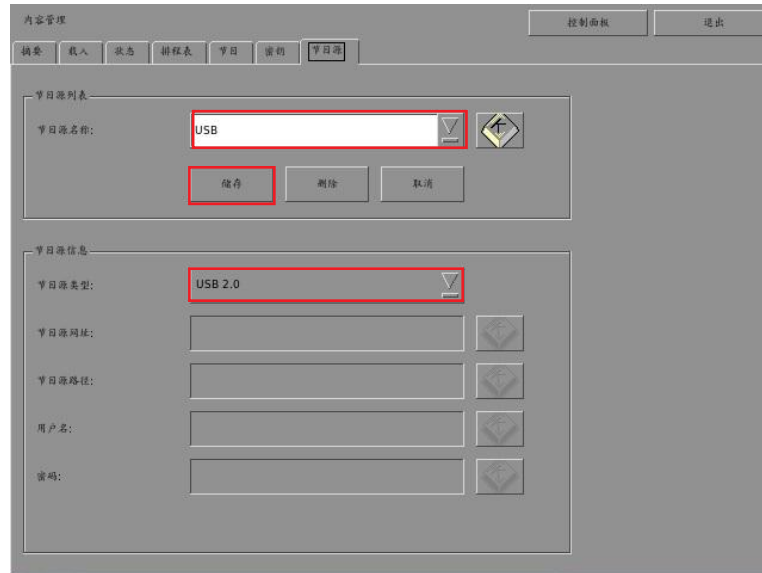 内容管理
控制面板 退出
摘要 载入 状态 排程表 节目 密钥 节目源
节目源列表
节目源名称: USB
储存 删除 取消
节目源信息
节目源类型: USB 2.0
节目源网址:
节目源路径:
用户名:
密码: